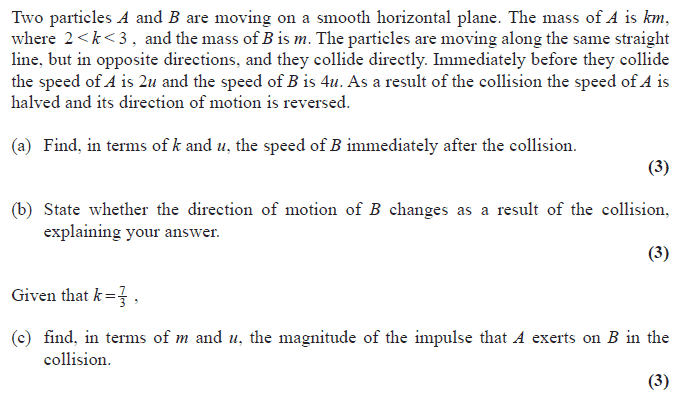 Two particles A and B are moving on a smooth horizontal plane. The mass of A is km,
where 2 < k < 3 , and the mass of B is m. The particles are moving along the same straight
line, but in opposite directions, and they collide directly. Immediately before they collide
the speed of A is 2u and the speed of B is 4u. As a result of the collision the speed of A is
halved and its direction of motion is reversed.
(a) Find, in terms of k and u, the speed of B immediately after the collision.
(3)
(b) State whether the direction of motion of B changes as a result of the collision,
explaining your answer.
(3)
Given that k = 7/3 ,
(c) find, in terms of m and u, the magnitude of the impulse that A exerts on B in the
collision.
(3)